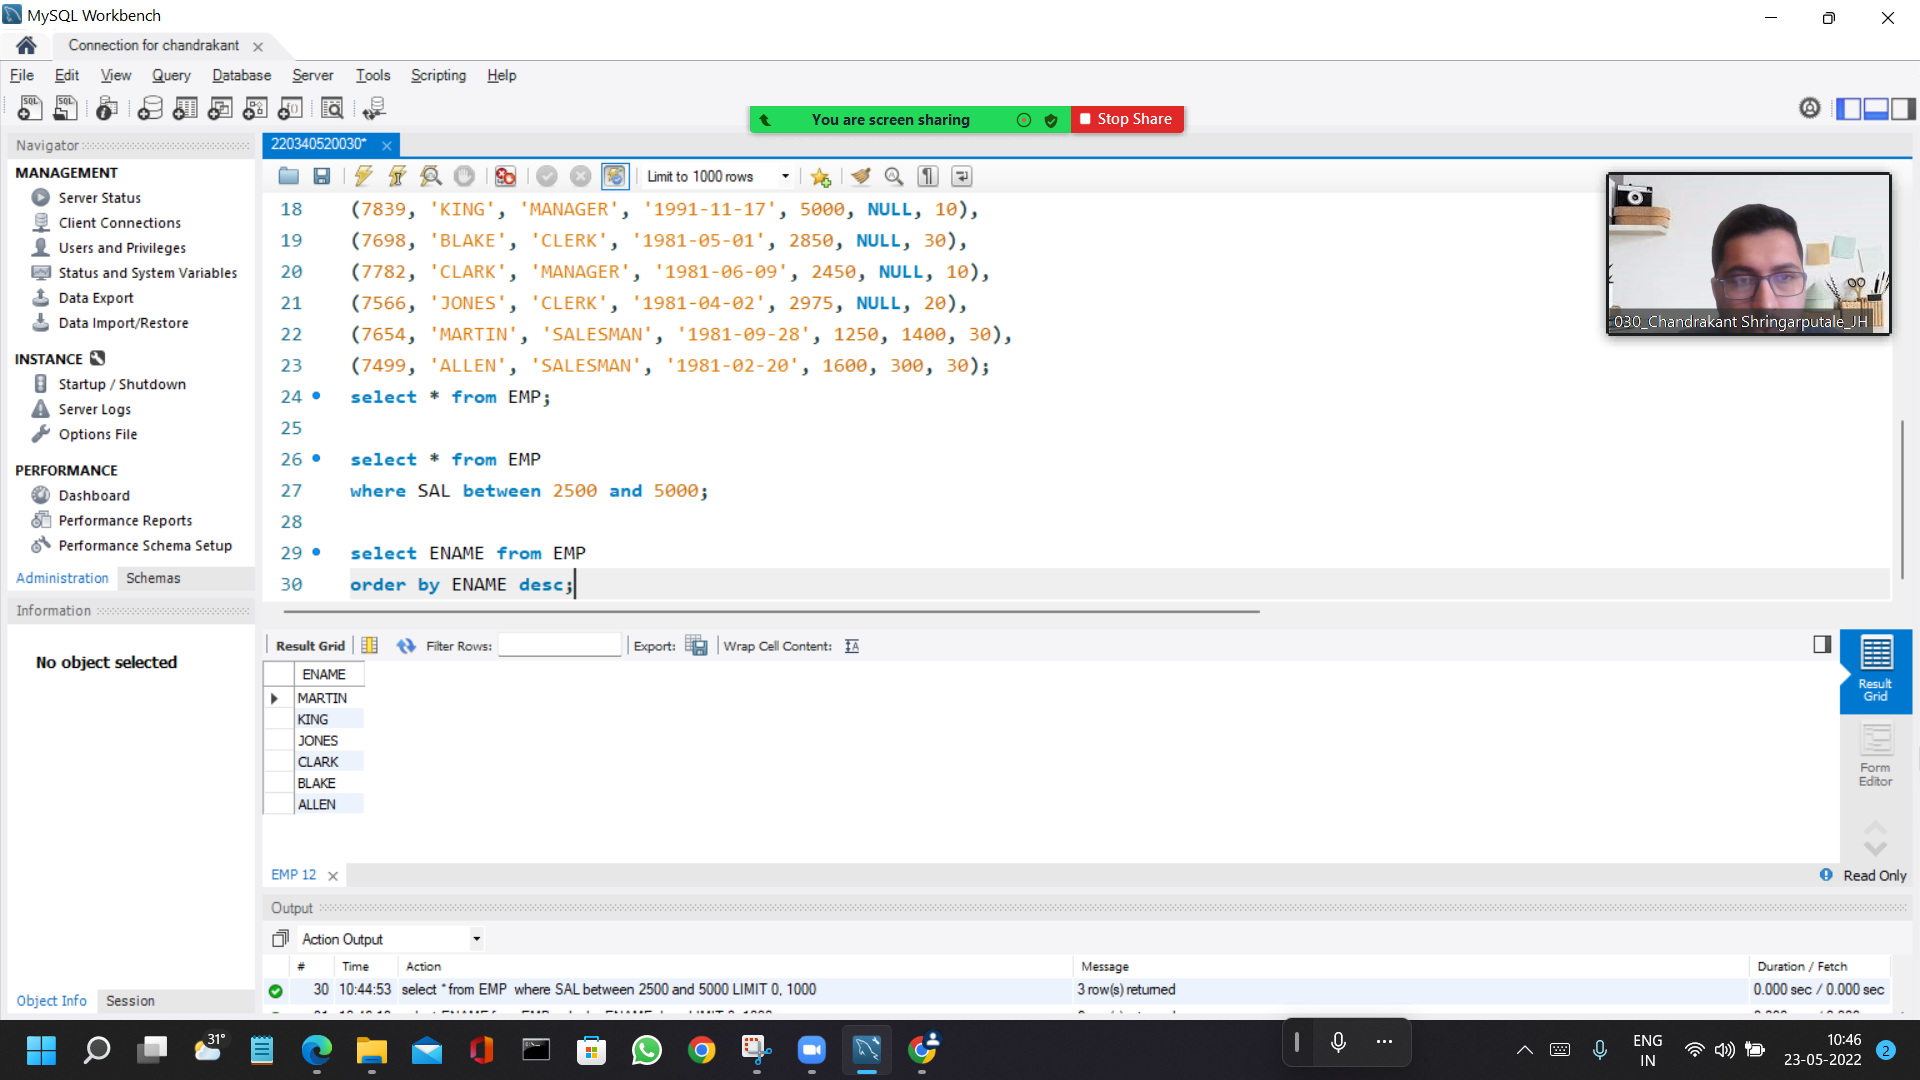 MySQL Workbench
Connection for chandrakant
File Edit View Query Database Server Tools Scripting Help
You are screen sharing
Stop Share
Navigator
220340520030*
MANAGEMENT
Server Status
Client Connections
Users and Privileges
Status and System Variables
Data Export
Data Import/Restore
INSTANCE
Startup / Shutdown
Server Logs
Options File
PERFORMANCE
Dashboard
Performance Reports
Performance Schema Setup
Administration Schemas
Information
No object selected
Object Info Session
Limit to 1000 rows
18 (7839, 'KING', 'MANAGER', '1991-11-17', 5000, NULL, 10),
19 (7698, 'BLAKE', 'CLERK', '1981-05-01', 2850, NULL, 30),
20 (7782, 'CLARK', 'MANAGER', '1981-06-09', 2450, NULL, 10),
21 (7566, 'JONES', 'CLERK', '1981-04-02', 2975, NULL, 20),
22 (7654, 'MARTIN', 'SALESMAN', '1981-09-28', 1250, 1400, 30),
23 (7499, 'ALLEN', 'SALESMAN', '1981-02-20', 1600, 300, 30);
24 select * from EMP;
25
26 select * from EMP
27 where SAL between 2500 and 5000;
28
29 select ENAME from EMP
30 order by ENAME desc;
030_Chandrakant Shringarputale_JH
Result Grid Filter Rows: Export: Wrap Cell Content:
ENAME
MARTIN
KING
JONES
CLARK
BLAKE
ALLEN
Result
Grid
Form
Editor
EMP 12
Read Only
Output
Action Output
# Time Action Message Duration / Fetch
30 10:44:53 select * from EMP where SAL between 2500 and 5000 LIMIT 0, 1000 3 row(s) returned 0.000 sec / 0.000 sec
31°
ENG
IN
10:46
23-05-2022
2